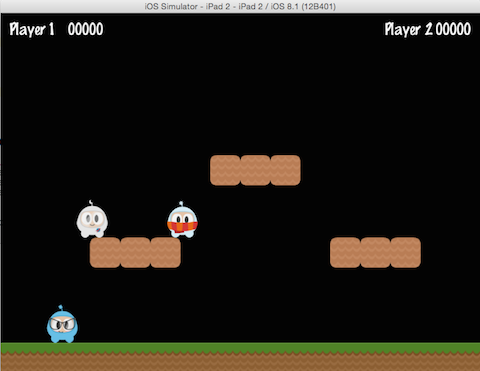 iOS Simulator - iPad 2 - iPad 2 / iOS 8.1 (12B401)
Player 1 00000
Player 2 00000